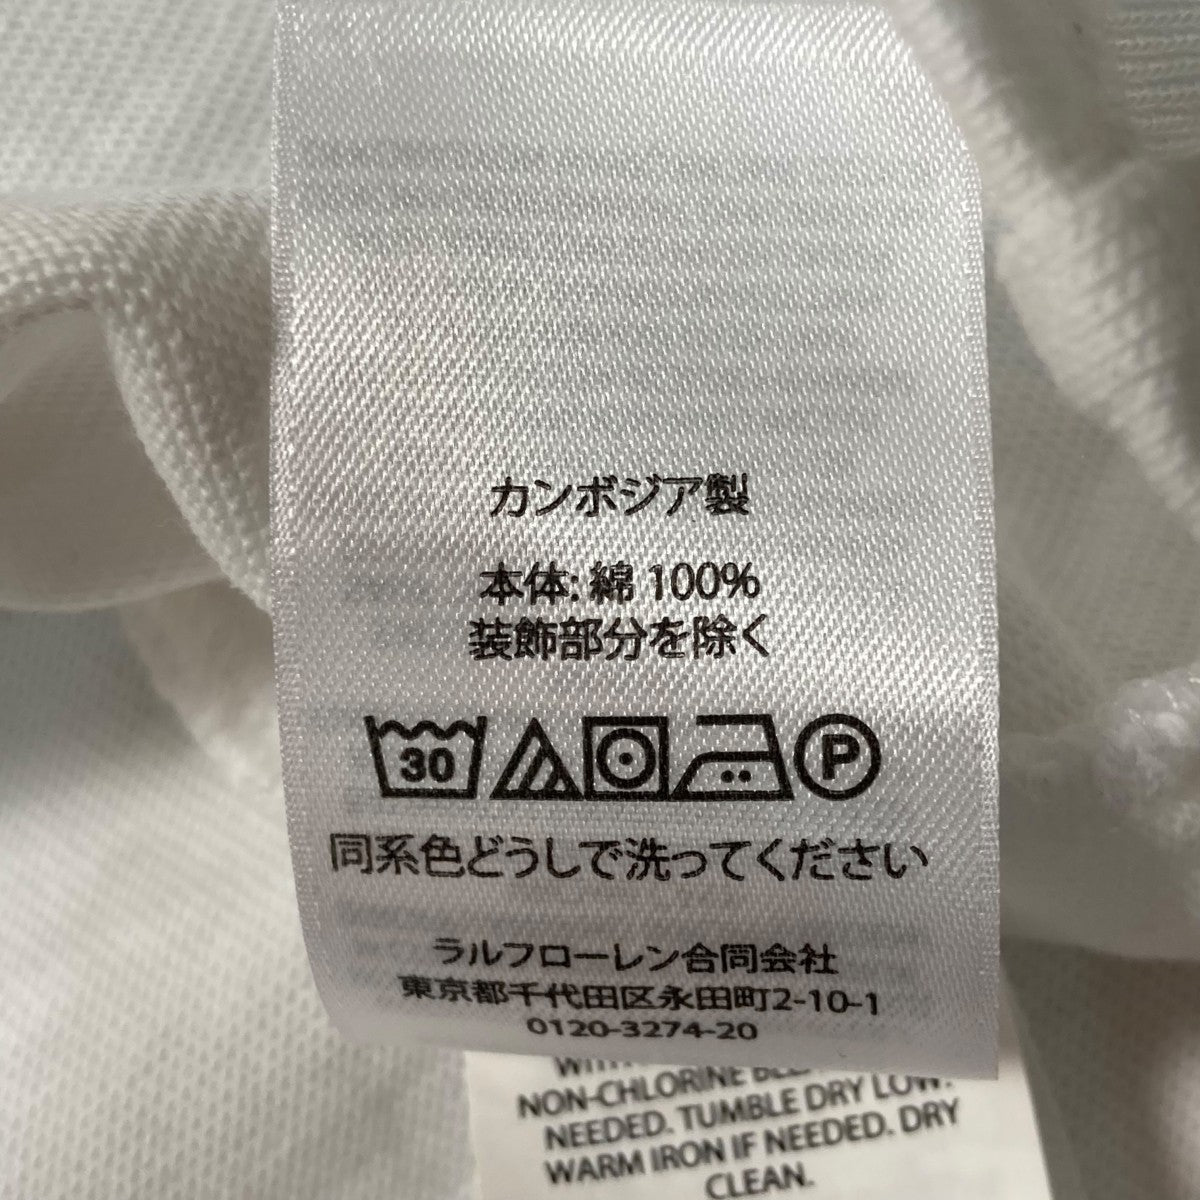 カンボジア製
本体: 綿 100%
装飾部分を除く
30 P
同系色どうしで洗ってください
ラルフローレン合同会社
東京都千代田区永田町2-10-1
0120-3274-20
NON-CHLORINE
NEEDED. TUMBLE DRY LOW.
WARM IRON IF NEEDED. DRY
CLEAN.